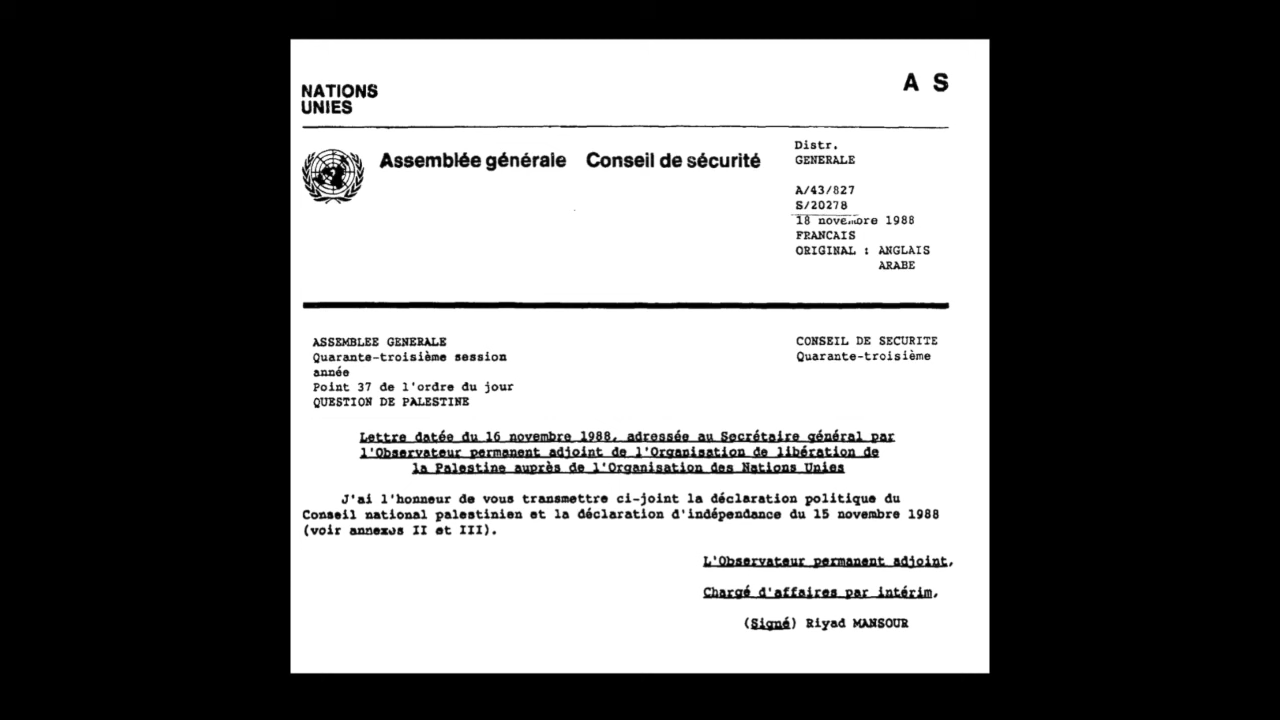 NATIONS
UNIES
A S
Assemblée générale Conseil de sécurité
Distr.
GENERALE
A/43/827
S/20278
18 novembre 1988
FRANCAIS
ORIGINAL : ANGLAIS
ARABE
ASSEMBLEE GENERALE
Quarante-troisième session
année
Point 37 de l'ordre du jour
QUESTION DE PALESTINE
CONSEIL DE SECURITE
Quarante-troisième
Lettre datée du 16 novembre 1988, adressée au Secrétaire général par
l'Observateur permanent adjoint de l'Organisation de libération de
la Palestine auprès de l'Organisation des Nations Unies
J'ai l'honneur de vous transmettre ci-joint la déclaration politique du
Conseil national palestinien et la déclaration d'indépendance du 15 novembre 1988
(voir annexes II et III).
L'Observateur permanent adjoint,
Chargé d'affaires par intérim,
(Signé) Riyad MANSOUR